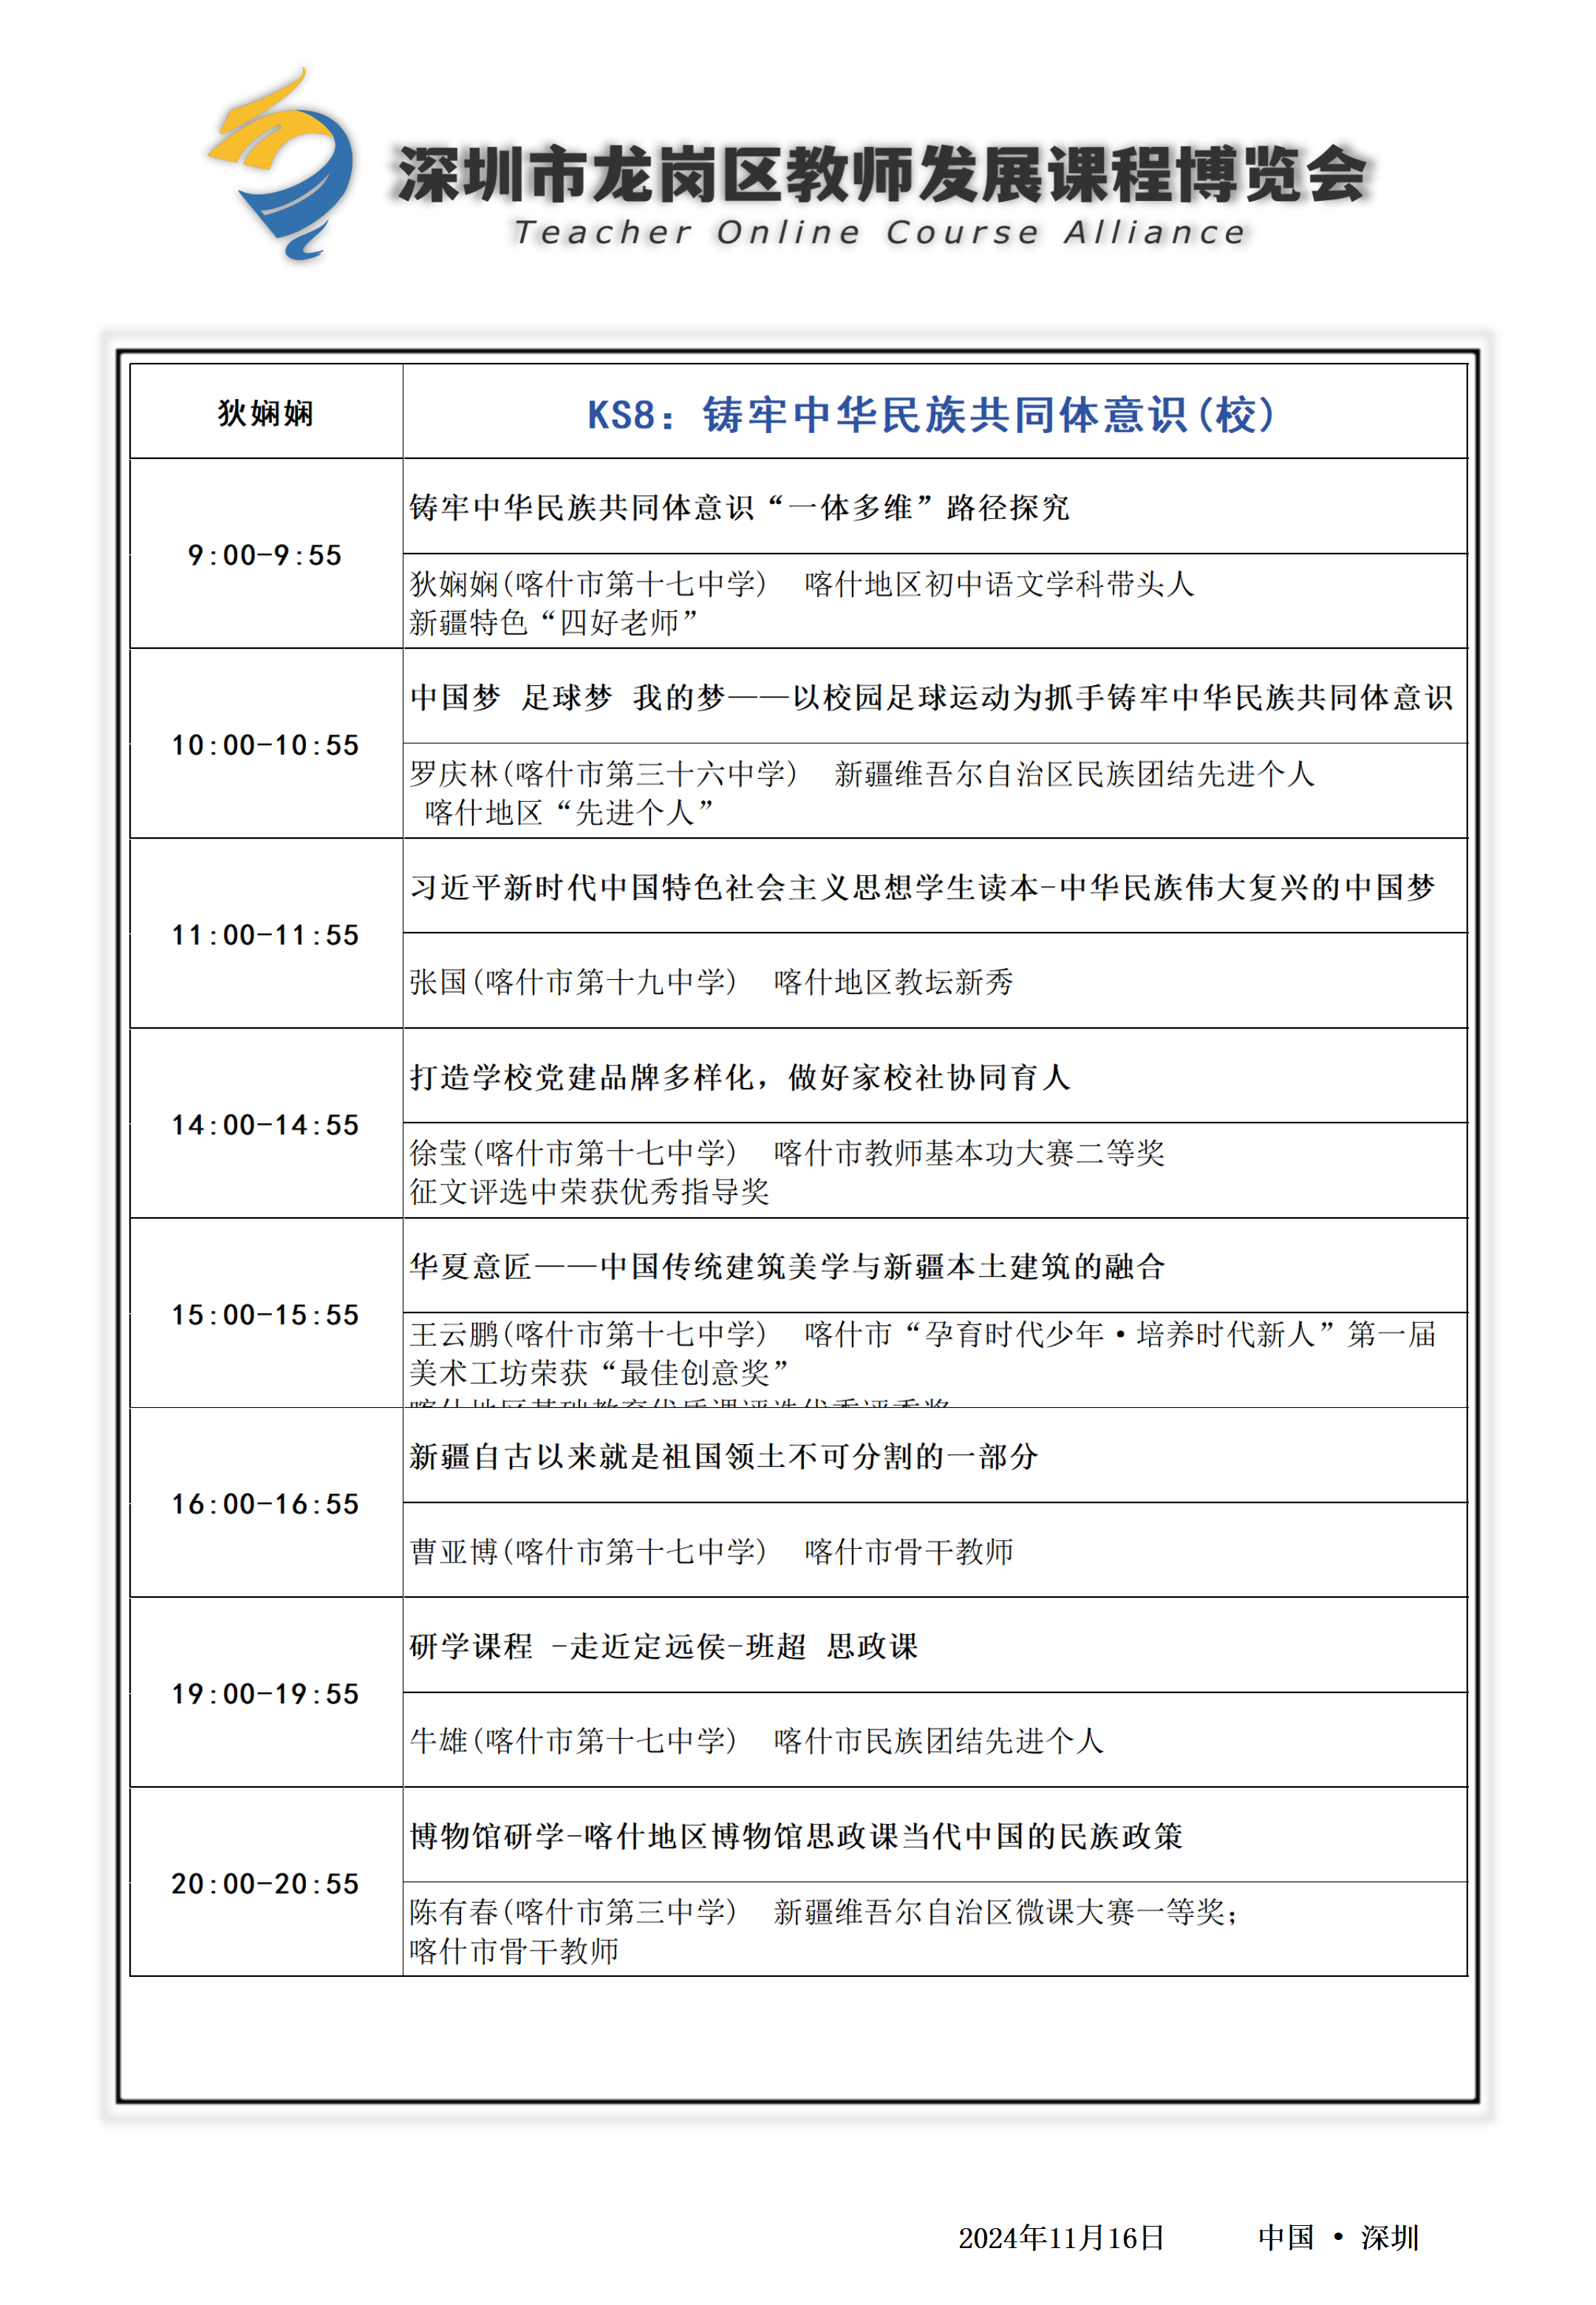 深圳市龙岗区教师发展课程博览会
Teacher Online Course Alliance
狄娴娴
KS8：铸牢中华民族共同体意识(校)
9:00-9:55
铸牢中华民族共同体意识“一体多维”路径探究
狄娴娴(喀什市第十七中学) 喀什地区初中语文学科带头人
新疆特色“四好老师”
10:00-10:55
中国梦 足球梦 我的梦——以校园足球运动为抓手铸牢中华民族共同体意识
罗庆林(喀什市第三十六中学) 新疆维吾尔自治区民族团结先进个人
喀什地区“先进个人”
11:00-11:55
习近平新时代中国特色社会主义思想学生读本-中华民族伟大复兴的中国梦
张国(喀什市第十九中学) 喀什地区教坛新秀
14:00-14:55
打造学校党建品牌多样化，做好家校社协同育人
徐莹(喀什市第十七中学) 喀什市教师基本功大赛二等奖
征文评选中荣获优秀指导奖
15:00-15:55
华夏意匠——中国传统建筑美学与新疆本土建筑的融合
王云鹏(喀什市第十七中学) 喀什市“孕育时代少年·培养时代新人”第一届
美术工坊荣获“最佳创意奖”
16:00-16:55
新疆自古以来就是祖国领土不可分割的一部分
曹亚博(喀什市第十七中学) 喀什市骨干教师
19:00-19:55
研学课程 -走近定远侯-班超 思政课
牛雄(喀什市第十七中学) 喀什市民族团结先进个人
20:00-20:55
博物馆研学-喀什地区博物馆思政课当代中国的民族政策
陈有春(喀什市第三中学) 新疆维吾尔自治区微课大赛一等奖；
喀什市骨干教师
2024年11月16日 中国 • 深圳